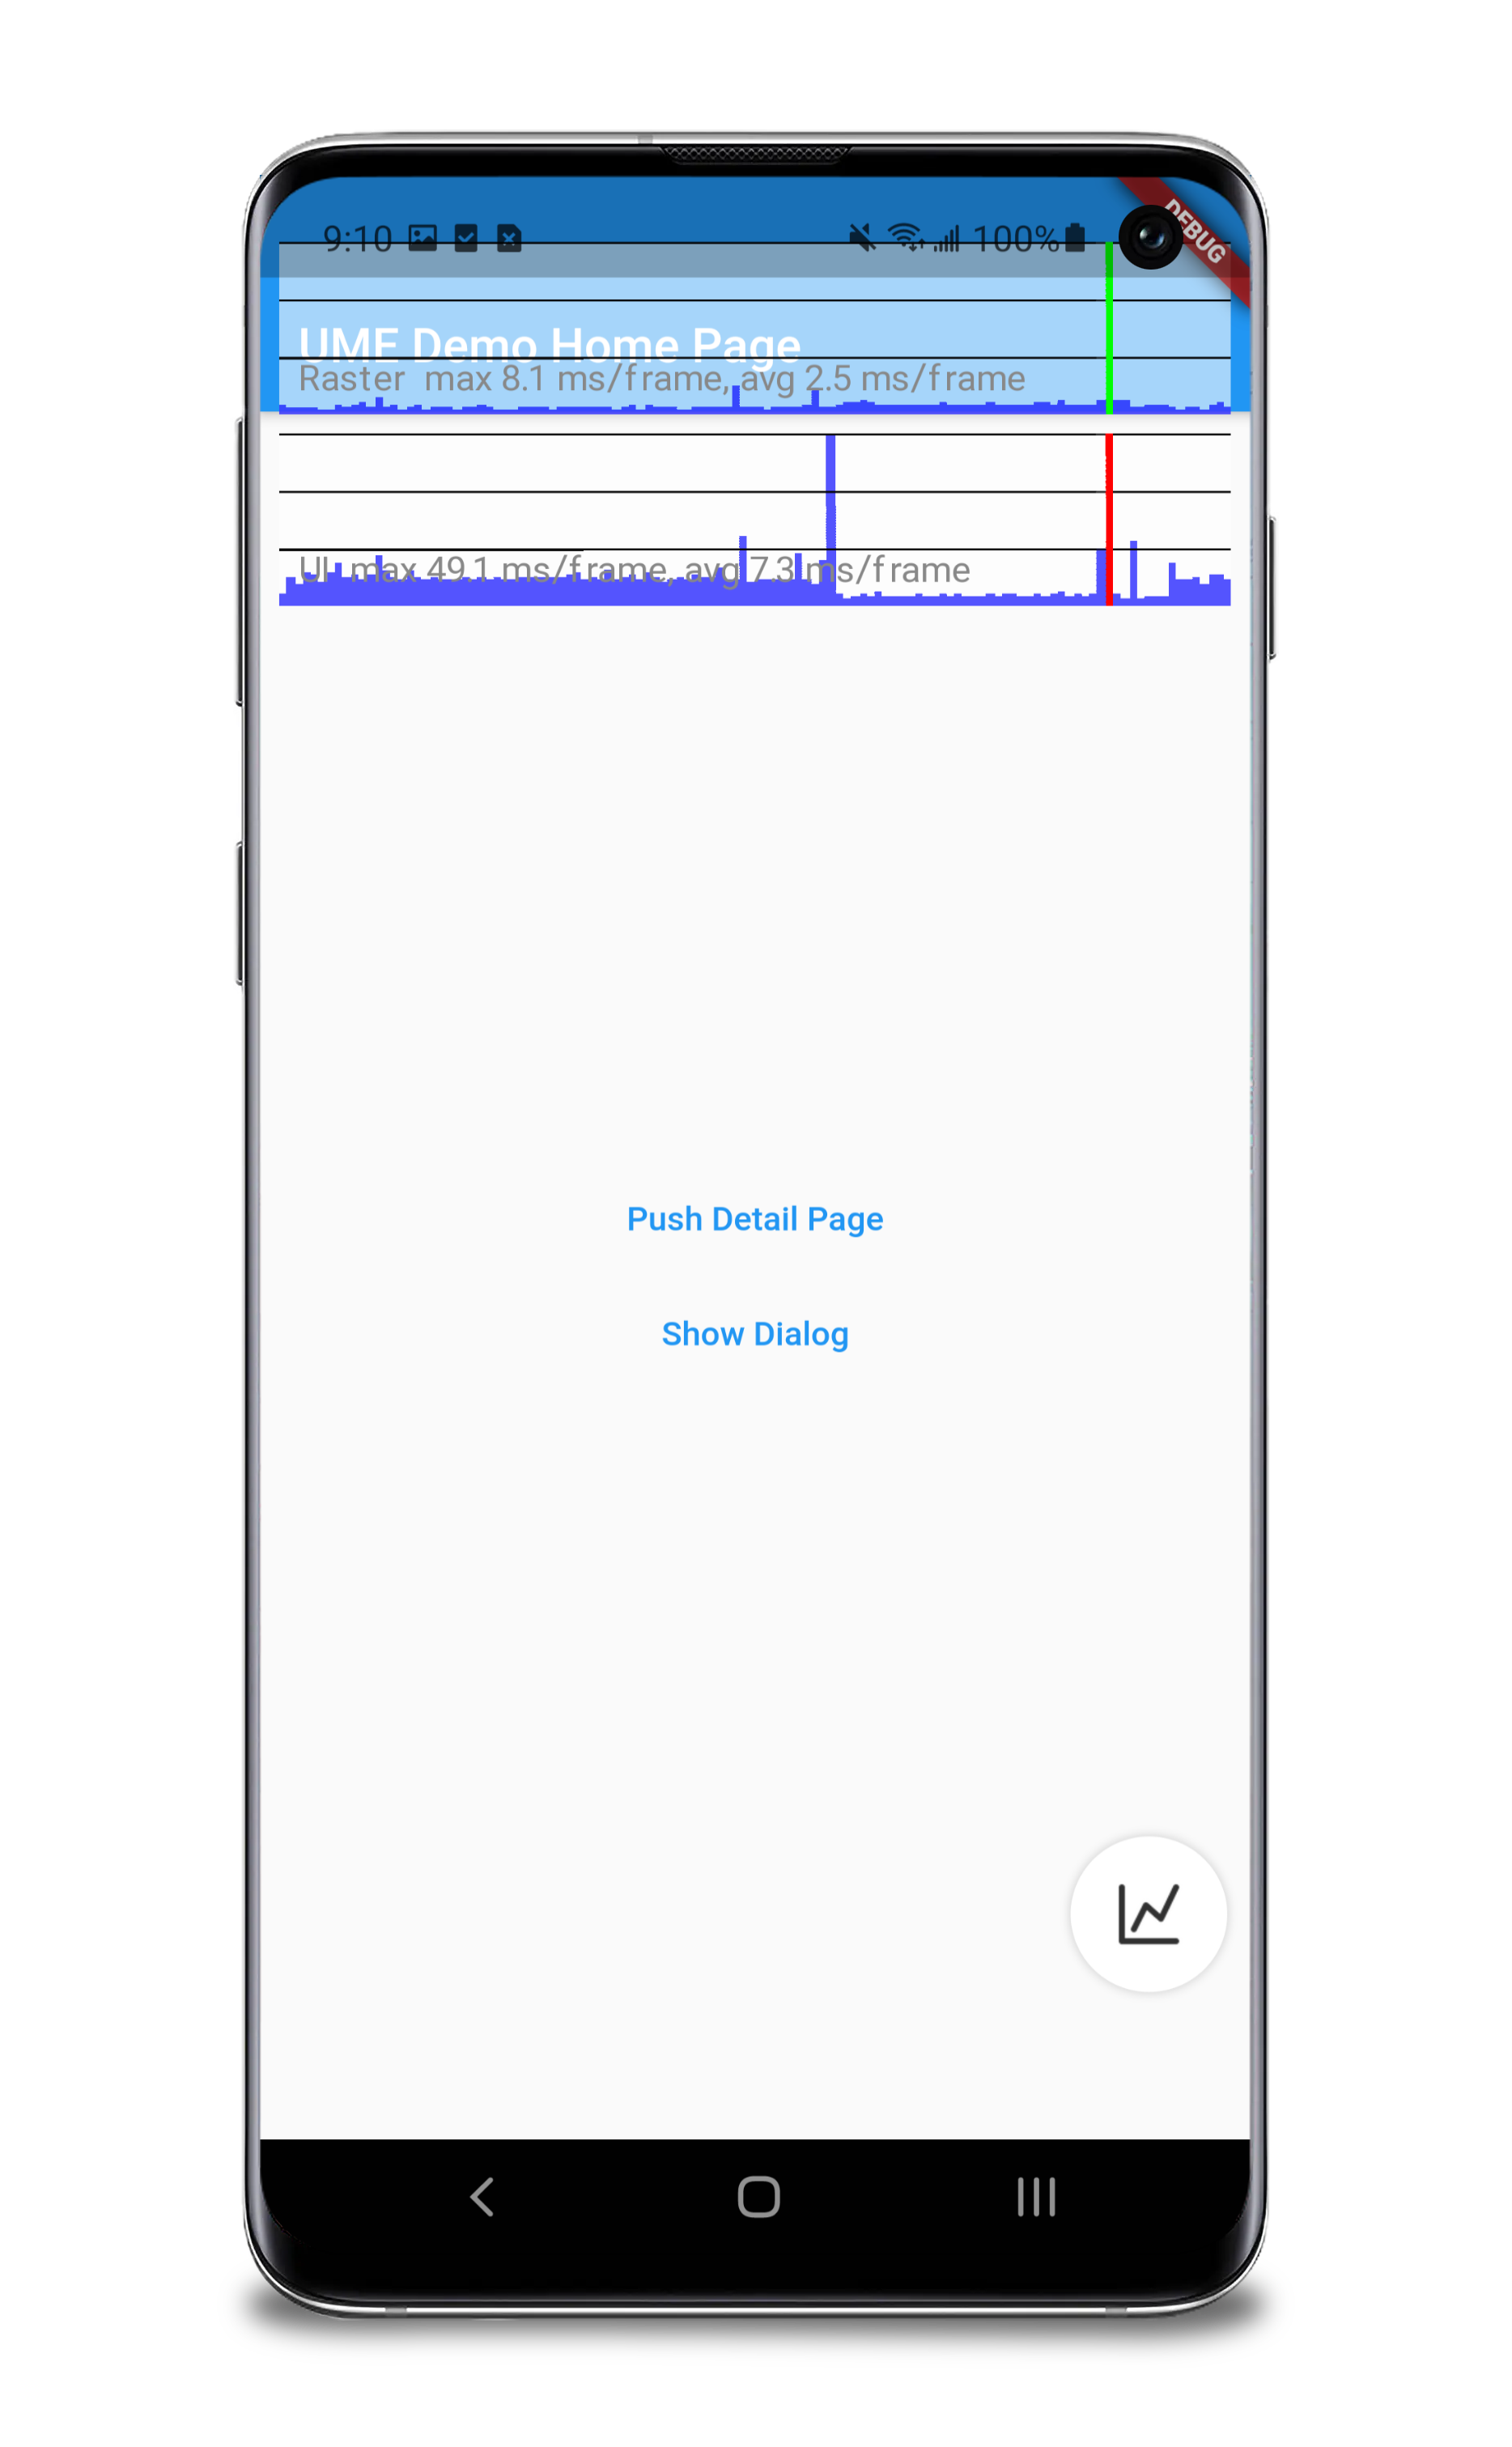 9:10 100%
DEBUG
UME Demo Home Page
Raster max 8.1 ms/frame, avg 2.5 ms/frame
UI max 49.1 ms/frame, avg 7.3 ms/frame
Push Detail Page
Show Dialog